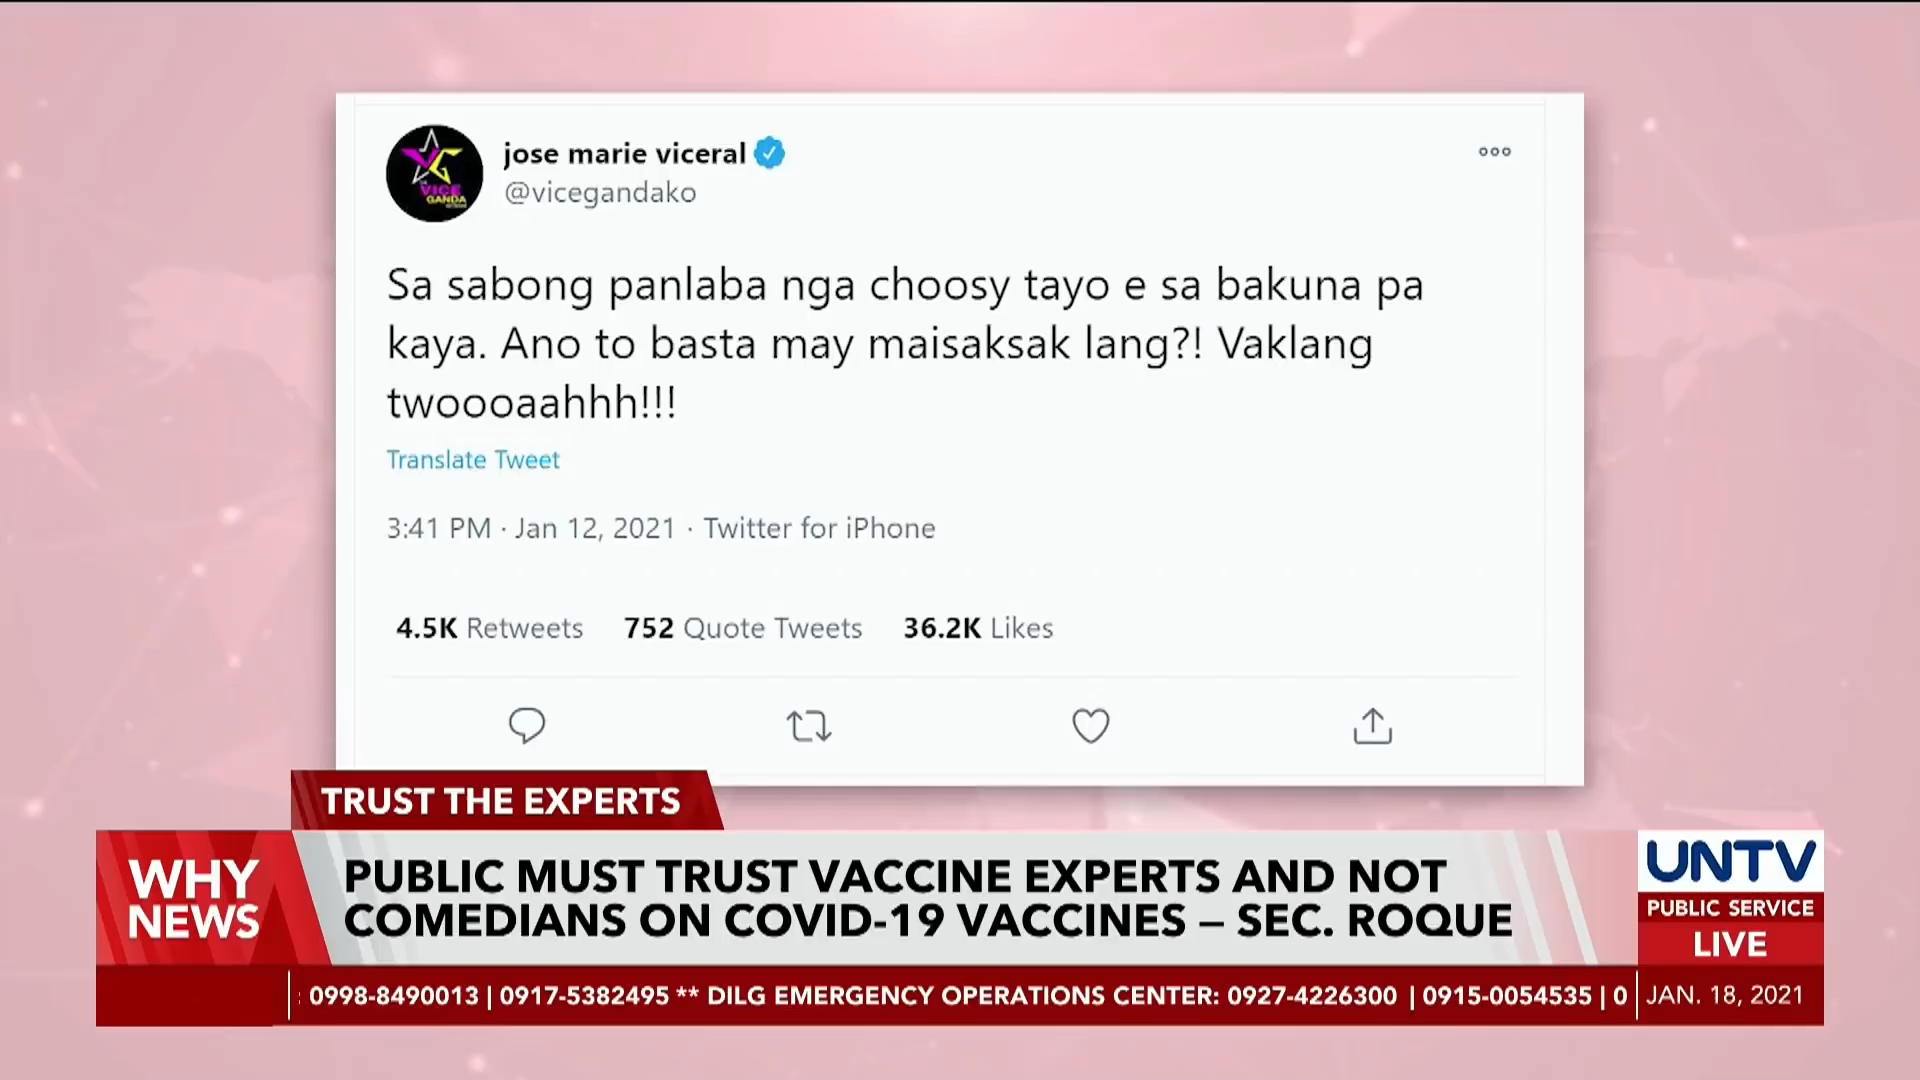 VICE
GANDA
jose marie viceral
@vicegandako
Sa sabong panlaba nga choosy tayo e sa bakuna pa
kaya. Ano to basta may maisaksak lang?! Vaklang
twoooaahhh!!!
Translate Tweet
3:41 PM · Jan 12, 2021 · Twitter for iPhone
4.5K Retweets 752 Quote Tweets 36.2K Likes
TRUST THE EXPERTS
WHY
NEWS
PUBLIC MUST TRUST VACCINE EXPERTS AND NOT
COMEDIANS ON COVID-19 VACCINES – SEC. ROQUE
UNTV
PUBLIC SERVICE
LIVE
: 0998-8490013 | 0917-5382495 ** DILG EMERGENCY OPERATIONS CENTER: 0927-4226300 | 0915-0054535 | 0
JAN. 18, 2021